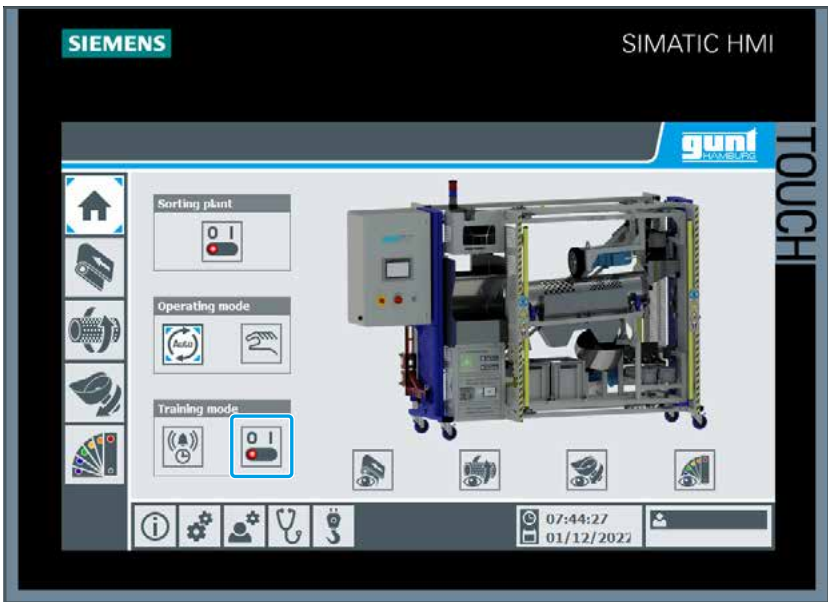 SIEMENS
SIMATIC HMI
TOUCH
gunt
HAMBURG
Sorting plant
0 I
Operating mode
Auto
Training mode
0 I
07:44:27
01/12/2022